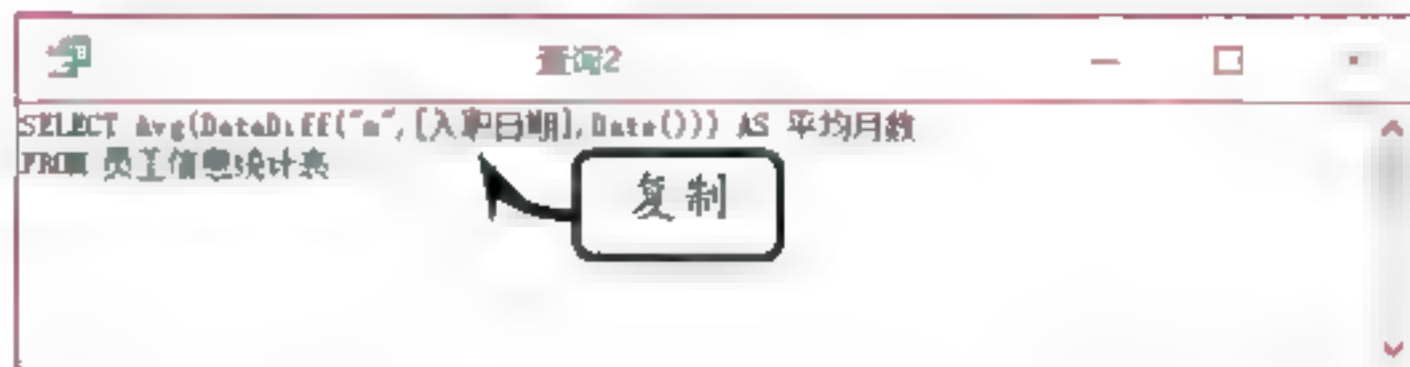 查询2
SELECT Avg(DateDiff("m",[入职日期],Date())) AS 平均月数
FROM 员工信息统计表
复制